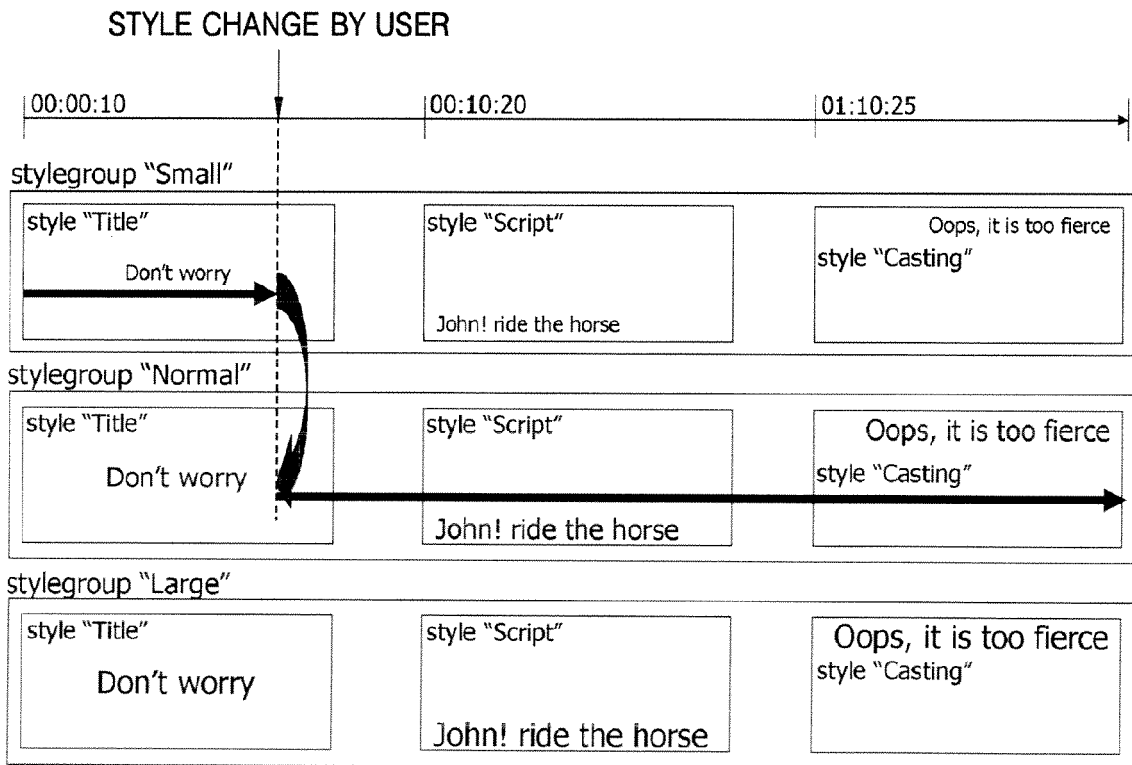 STYLE CHANGE BY USER
00:00:10
00:10:20
01:10:25
stylegroup “Small”
style “Title”
Don't worry
style “Script”
John! ride the horse
Oops, it is too fierce
style “Casting”
stylegroup “Normal”
style “Title”
Don't worry
style “Script”
John! ride the horse
Oops, it is too fierce
style “Casting”
stylegroup “Large”
style “Title”
Don't worry
style “Script”
John! ride the horse
Oops, it is too fierce
style “Casting”